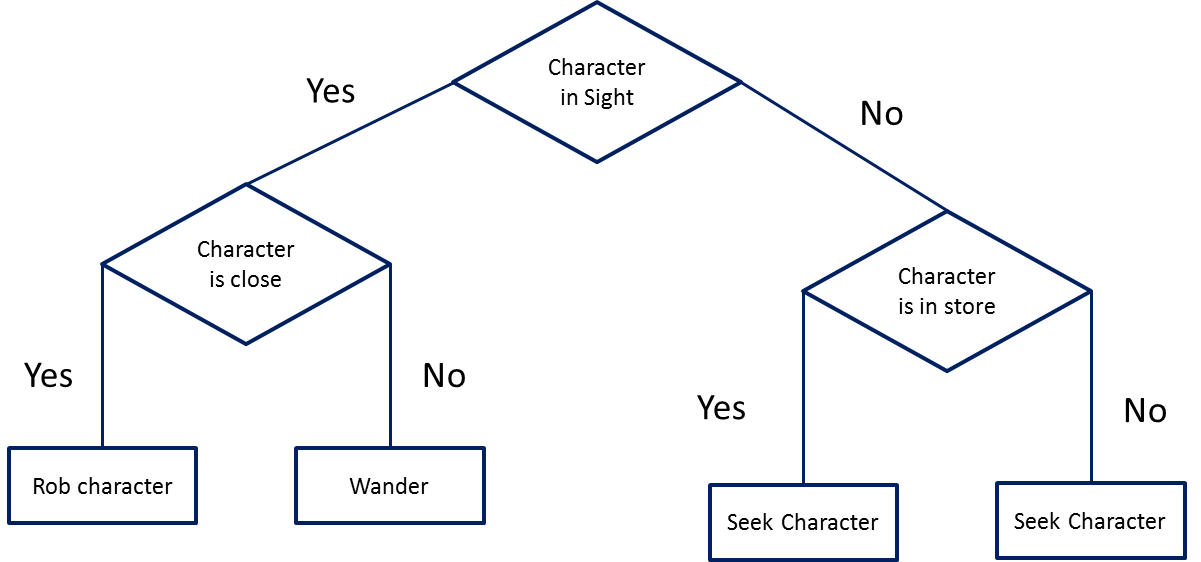 Character
in Sight
Yes
No
Character
is close
Character
is in store
Yes
No
Yes
No
Rob character
Wander
Seek Character
Seek Character